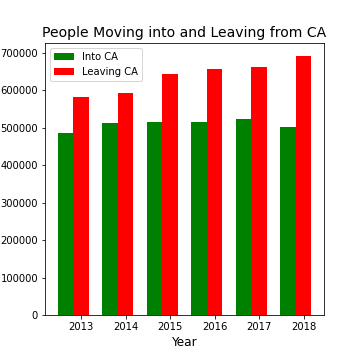 People Moving into and Leaving from CA
Into CA
Leaving CA
700000
600000
500000
400000
300000
200000
100000
0
2013 2014 2015 2016 2017 2018
Year